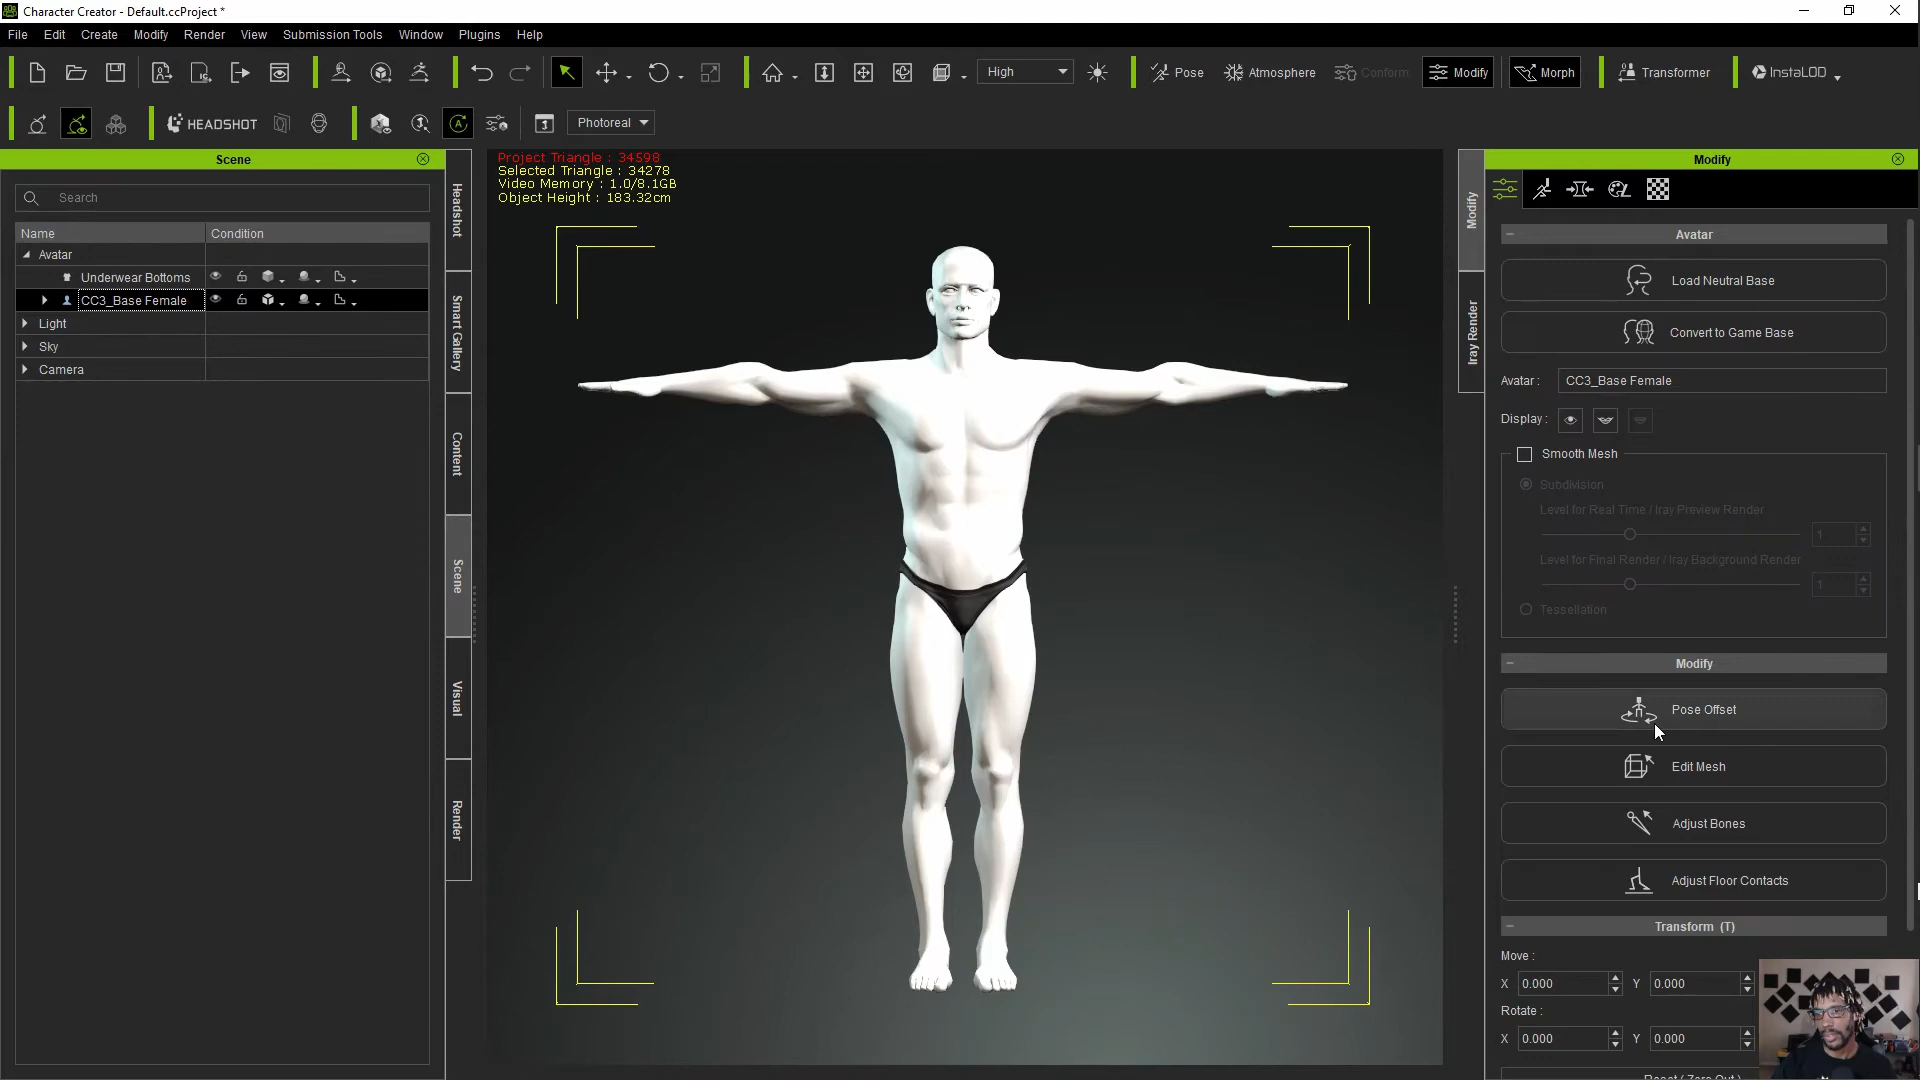 Character Creator - Default.ccProject *
File Edit Create Modify Render View Submission Tools Window Plugins Help
High Pose Atmosphere Conform Modify Morph Transformer InstaLOD
HEADSHOT Photoreal
Scene
Search
Name Condition
Avatar
Underwear Bottoms
CC3_Base Female
Light
Sky
Camera
Headshot
Smart Gallery
Content
Scene
Visual
Render
Project Triangle : 34598
Selected Triangle : 34278
Video Memory : 1.0/8.1GB
Object Height : 183.32cm
Modify
Iray Render
Modify
Avatar
Load Neutral Base
Convert to Game Base
Avatar : CC3_Base Female
Display :
Smooth Mesh
Subdivision
Level for Real Time / Iray Preview Render
1
Level for Final Render / Iray Background Render
1
Tessellation
Modify
Pose Offset
Edit Mesh
Adjust Bones
Adjust Floor Contacts
Transform (T)
Move :
X 0.000 Y 0.000
Rotate :
X 0.000 Y 0.000
Reset ( Zero Out )